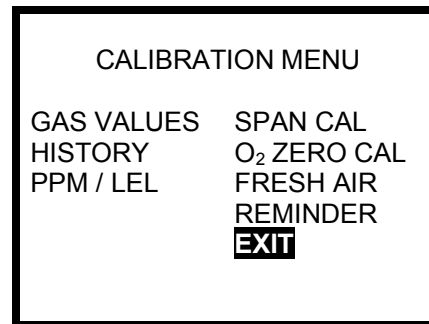 CALIBRATION MENU
GAS VALUES SPAN CAL
HISTORY O₂ ZERO CAL
PPM / LEL FRESH AIR
REMINDER
EXIT